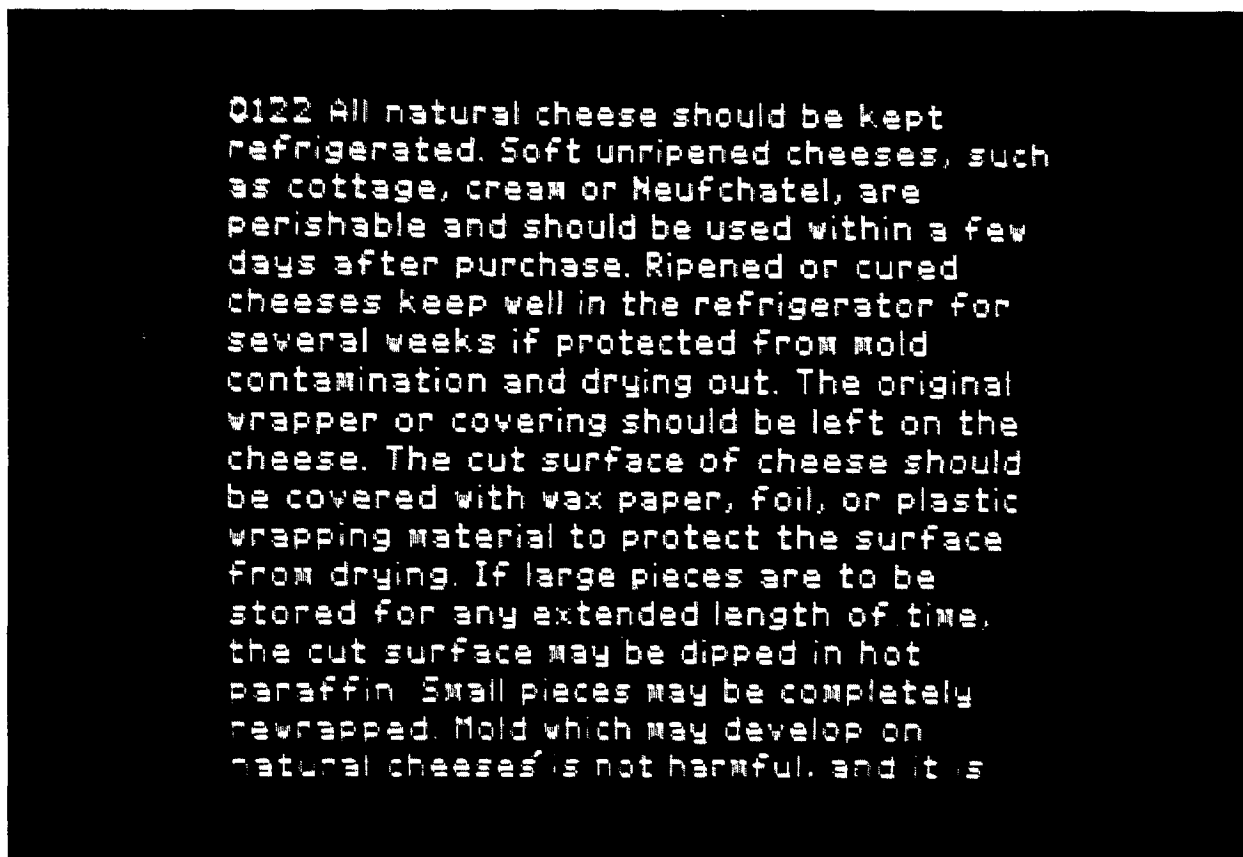 0122 All natural cheese should be kept
refrigerated. Soft unripened cheeses, such
as cottage, cream or Neufchatel, are
perishable and should be used within a few
days after purchase. Ripened or cured
cheeses keep well in the refrigerator for
several weeks if protected from mold
contamination and drying out. The original
wrapper or covering should be left on the
cheese. The cut surface of cheese should
be covered with wax paper, foil, or plastic
wrapping material to protect the surface
from drying. If large pieces are to be
stored for any extended length of time,
the cut surface may be dipped in hot
paraffin. Small pieces may be completely
rewrapped. Mold which may develop on
natural cheeses is not harmful, and it is